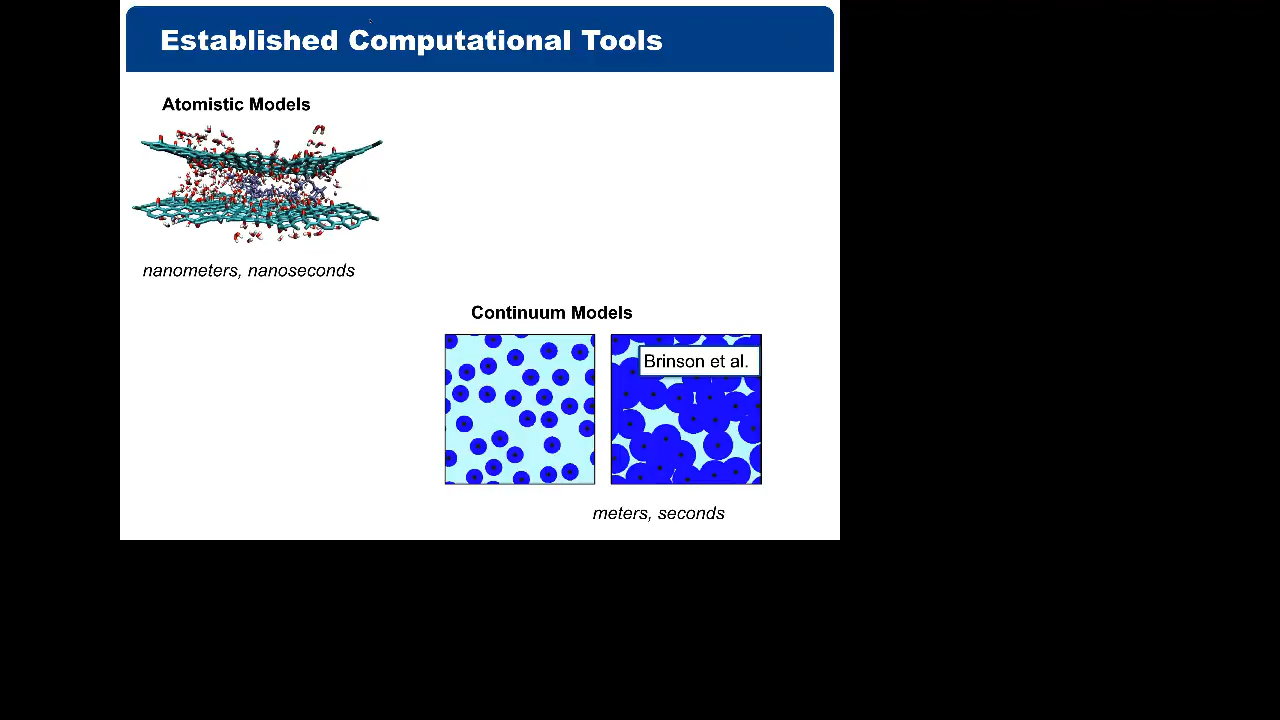 Established Computational Tools
Atomistic Models
nanometers, nanoseconds
Continuum Models
Brinson et al.
meters, seconds